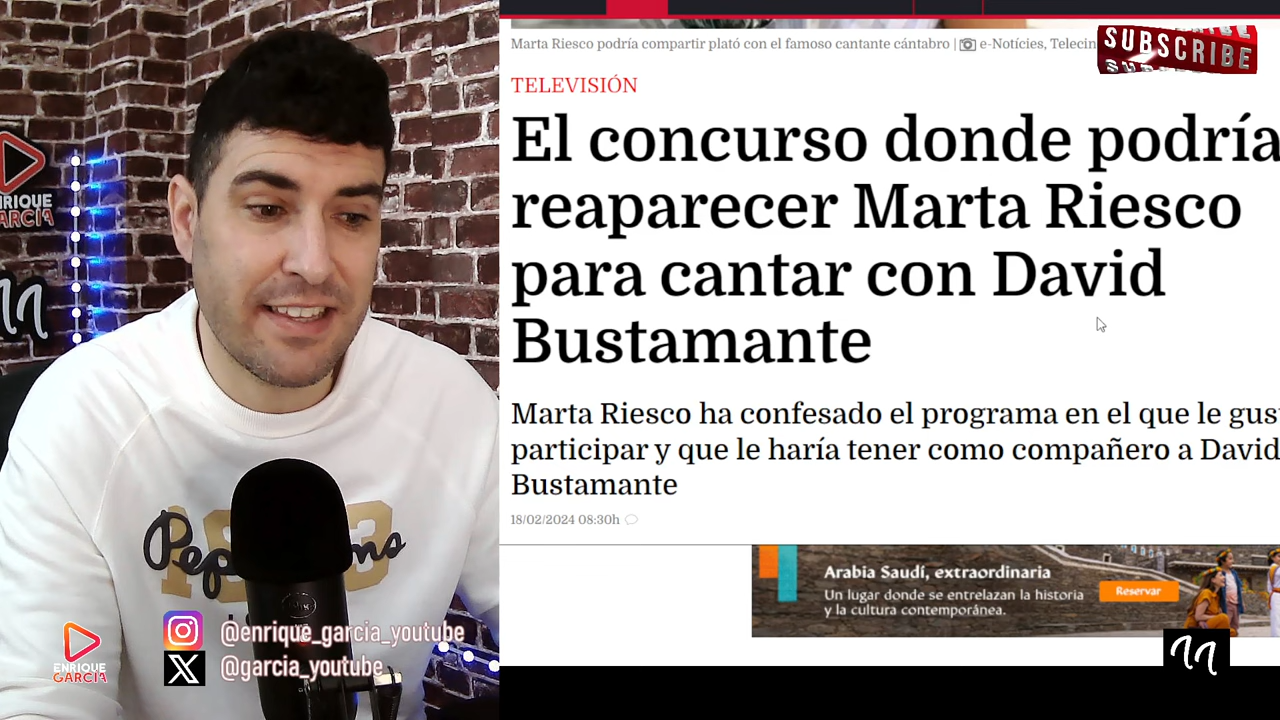 Marta Riesco podría compartir plató con el famoso cantante cántabro | e-Notícies, Telecin
SUBSCRIBE
TELEVISIÓN
El concurso donde podría
reaparecer Marta Riesco
para cantar con David
Bustamante
Marta Riesco ha confesado el programa en el que le gus
participar y que le haría tener como compañero a David
Bustamante
18/02/2024 08:30h
Arabia Saudí, extraordinaria
Un lugar donde se entrelazan la historia
y la cultura contemporánea.
Reservar
ENRIQUE
GARCIA
@enrique_garcia_youtube
@garcia_youtube
ENRIQUE
GARCIA